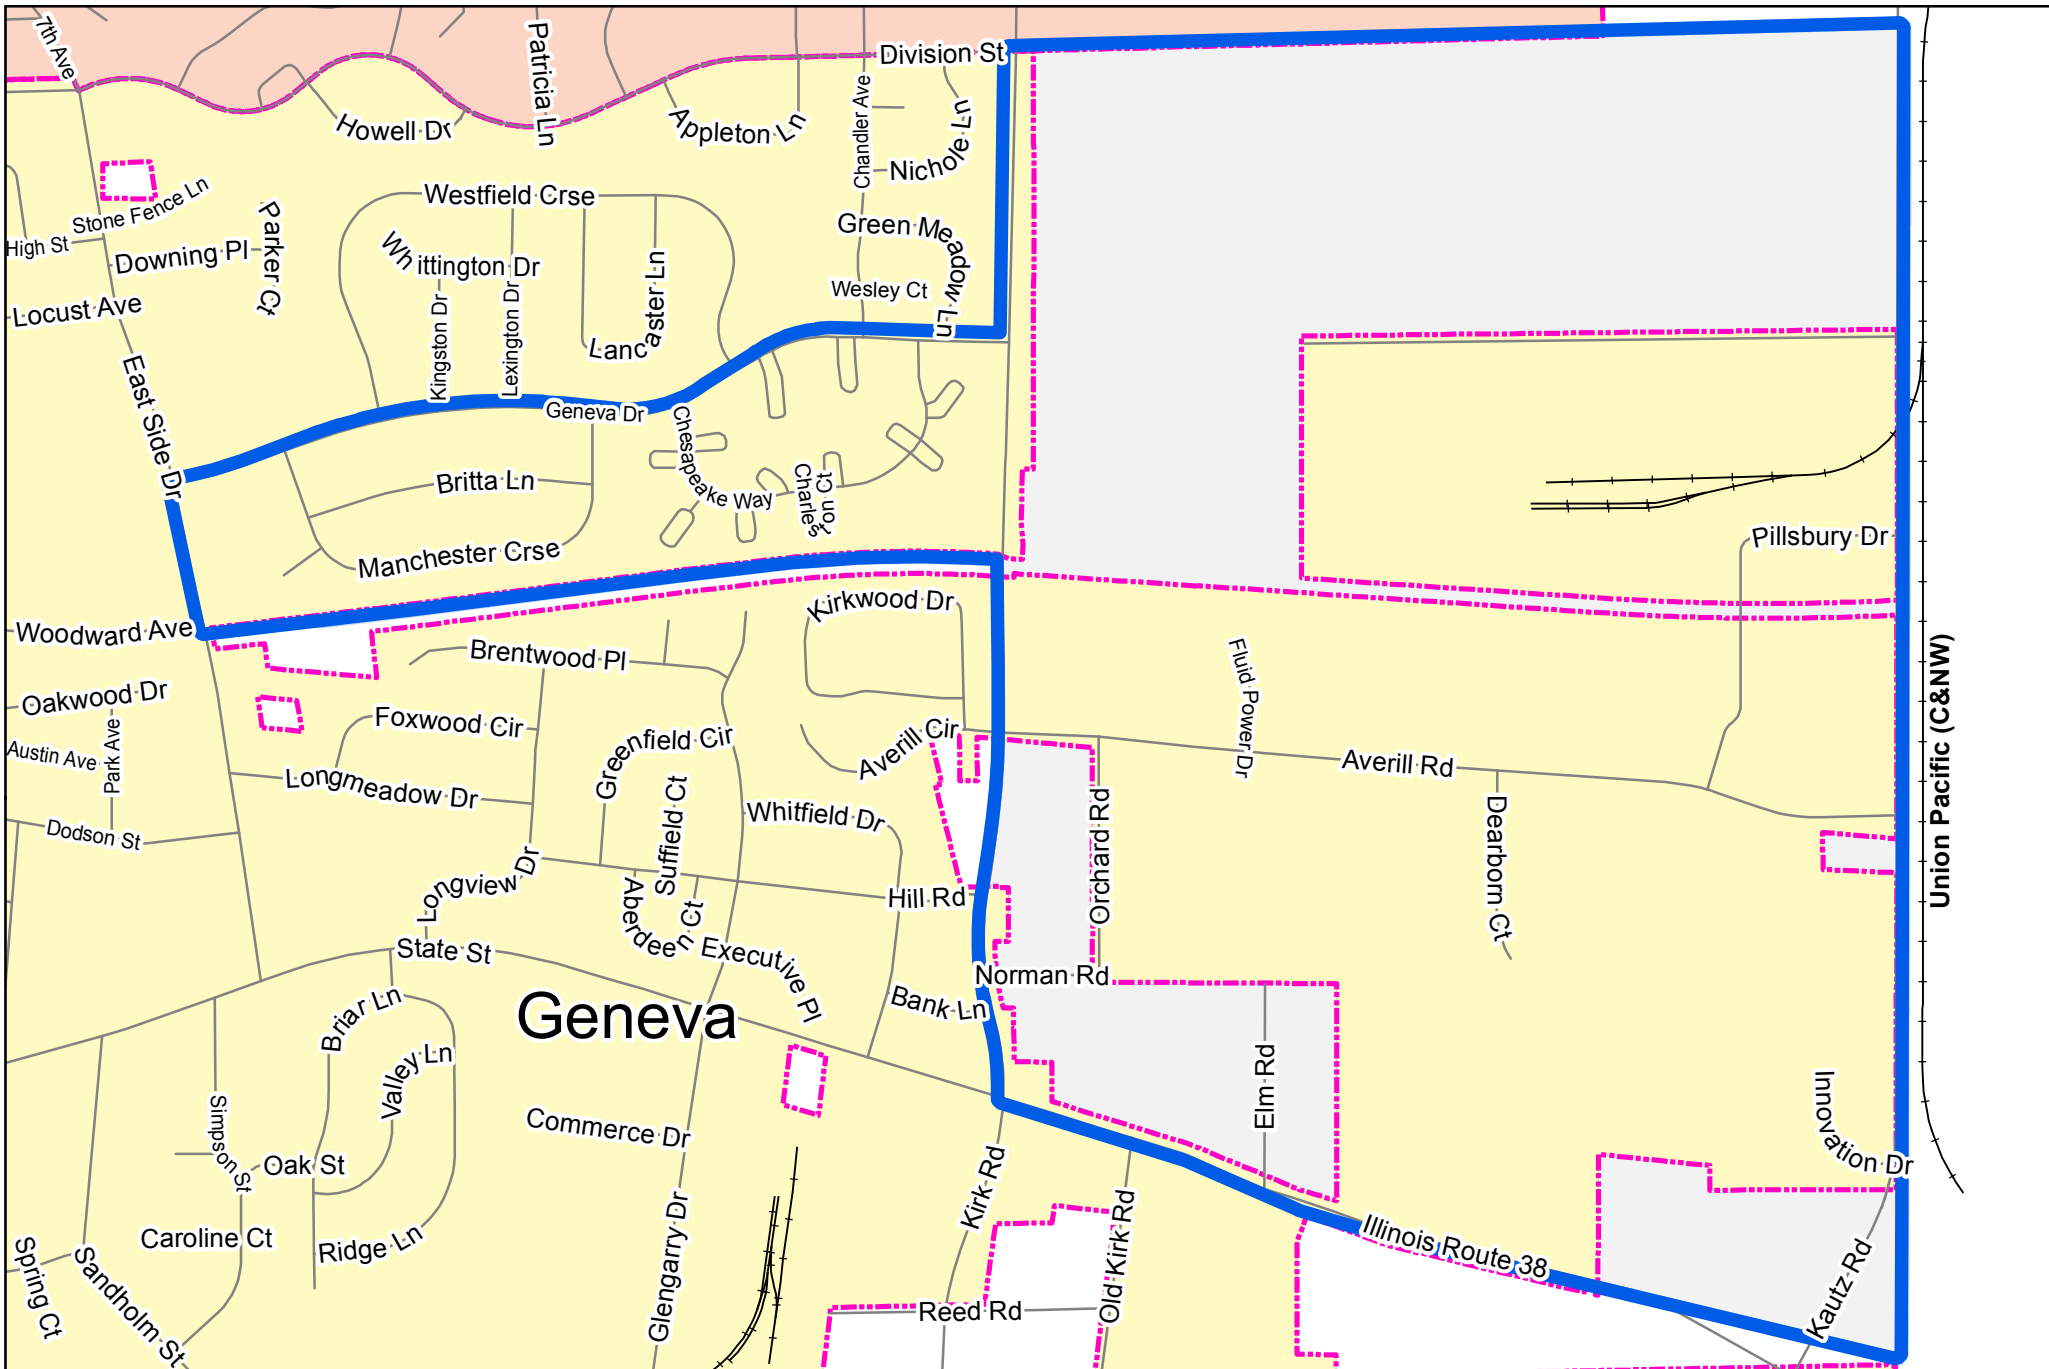 7th Ave
Patricia Ln
Division St
Howell Dr
Appleton Ln
Chandler Ave
Nichole Ln
Stone Fence Ln
Westfield Crse
High St
Downing Pl
Parker Ct
Whittington Dr
Green Meadow Ln
Locust Ave
Kingston Dr
Lexington Dr
Lancaster Ln
Wesley Ct
East Side Dr
Geneva Dr
Chesapeake Way
Britta Ln
Charleston Ct
Manchester Crse
Pillsbury Dr
Woodward Ave
Kirkwood Dr
Brentwood Pl
Fluid Power Dr
Union Pacific (C&NW)
Oakwood Dr
Park Ave
Austin Ave
Foxwood Cir
Greenfield Cir
Averill Cir
Averill Rd
Longmeadow Dr
Suffield Ct
Whitfield Dr
Orchard Rd
Dearborn Ct
Dodson St
Longview Dr
Aberdeen Ct
Hill Rd
State St
Executive Pl
Norman Rd
Briar Ln
Geneva
Bank Ln
Valley Ln
Elm Rd
Innovation Dr
Simpson St
Commerce Dr
Oak St
Kirk Rd
Old Kirk Rd
Glengarry Dr
Caroline Ct
Ridge Ln
Illinois Route 38
Kautz Rd
Spring Ct
Sandholm St
Reed Rd